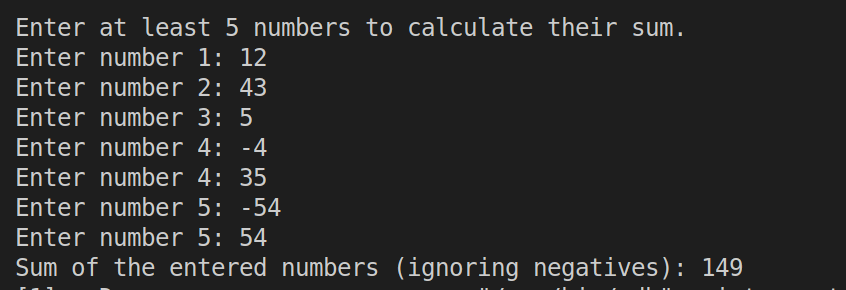 Enter at least 5 numbers to calculate their sum.
Enter number 1: 12
Enter number 2: 43
Enter number 3: 5
Enter number 4: -4
Enter number 4: 35
Enter number 5: -54
Enter number 5: 54
Sum of the entered numbers (ignoring negatives): 149